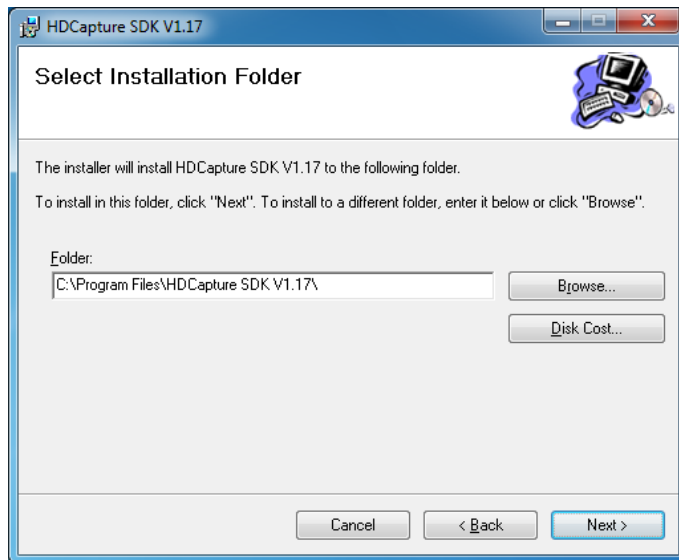 HDCapture SDK V1.17
Select Installation Folder
The installer will install HDCapture SDK V1.17 to the following folder.
To install in this folder, click "Next". To install to a different folder, enter it below or click "Browse".
Folder:
C:\Program Files\HDCapture SDK V1.17\
Browse...
Disk Cost...
Cancel
< Back
Next >